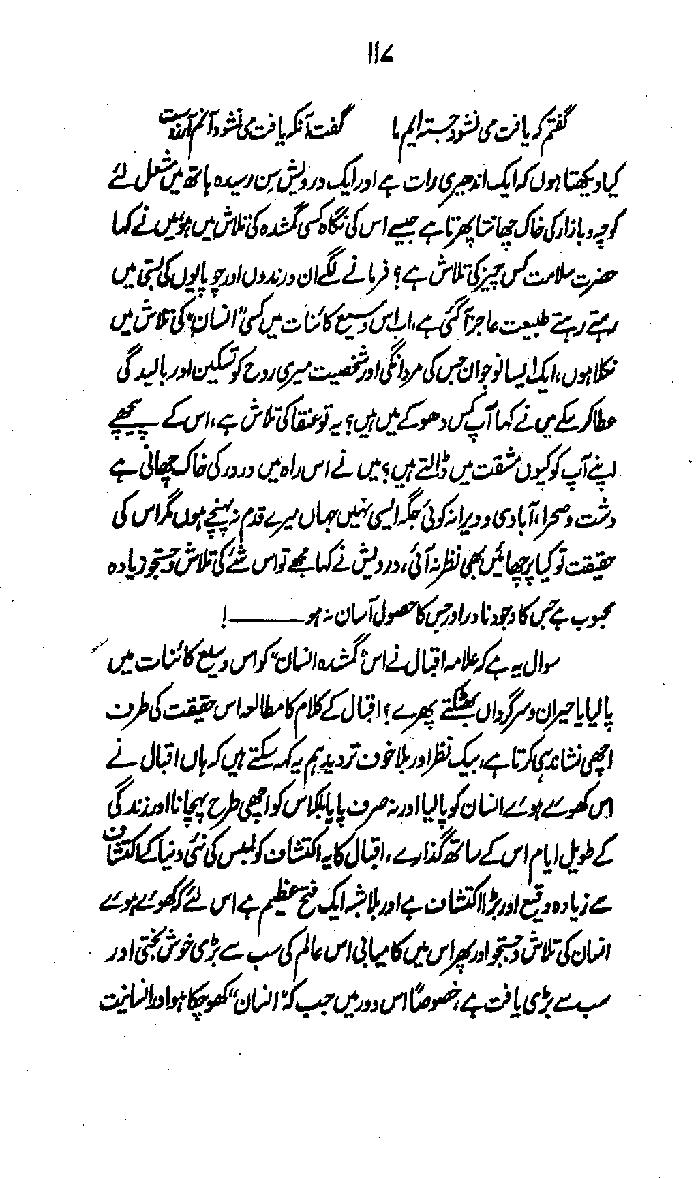 ۱۱۷
گفتم کہ یافت می نشود جستہ ایم ما گفت آنکہ یافت می نشود آنم آرزوست
کیا دیکھتا ہوں کہ ایک اندھیری رات ہے اور ایک درویش سن رسیدہ ہاتھ میں مشعل لئے
کوچہ و بازار کی خاک چھانتا پھرتا ہے جیسے اس کی نگاہ کسی گمشدہ کی تلاش میں ہو، میں نے کہا
حضرت سلامت کس چیز کی تلاش ہے؟ فرمانے لگے ان درندوں اور چوپایوں کی بستی میں
رہتے رہتے طبیعت عاجز آگئی ہے، اب اس وسیع کائنات میں کسی "انسان" کی تلاش میں
نکلا ہوں، ایک ایسا نوجوان جس کی مردانگی اور شخصیت میری روح کو تسکین اور بالیدگی
عطا کر سکے میں نے کہا آپ کس دھوکے میں ہیں؟ یہ تو عنقا کی تلاش ہے، اس کے پیچھے
اپنے آپ کو کیوں مشقت میں ڈالتے ہیں؟ میں نے اس راہ میں در در کی خاک چھانی ہے
دشت و صحرا، آبادی و ویرانہ کوئی جگہ ایسی نہیں جہاں میرے قدم نہ پہنچے ہوں مگر اس کی
حقیقت تو کیا پرچھائیں بھی نظر نہ آئی، درویش نے کہا مجھے تو اس شے کی تلاش و جستجو زیادہ
محبوب ہے جس کا وجود نادر اور جس کا حصول آسان نہ ہو ——— !
سوال یہ ہے کہ علامہ اقبال نے اس "گمشدہ انسان" کو اس وسیع کائنات میں
پا لیا یا حیران و سرگرداں بھٹکتے پھرے؟ اقبال کے کلام کا مطالعہ اس حقیقت کی طرف
اچھی نشاندہی کرتا ہے، بیک نظر اور بلا خوف تردید ہم یہ کہہ سکتے ہیں کہ ہاں اقبال نے
اس کھوے ہوے انسان کو پا لیا اور نہ صرف پایا بلکہ اس کو اچھی طرح پہچانا اور زندگی
کے طویل ایام اس کے ساتھ گذارے، اقبال کا یہ اکتشاف کولمبس کی نئی دنیا کے اکتشاف
سے زیادہ وقیع اور بڑا اکتشاف ہے اور بلاشبہ ایک فتح عظیم ہے اس لئے کہ کھوے ہوے
انسان کی تلاش و جستجو اور پھر اس میں کامیابی اس عالم کی سب سے بڑی خوش بختی اور
سب سے بڑی یافت ہے، خصوصاً اس دور میں جب کہ "انسان" کھو چکا ہو اور انسانیت